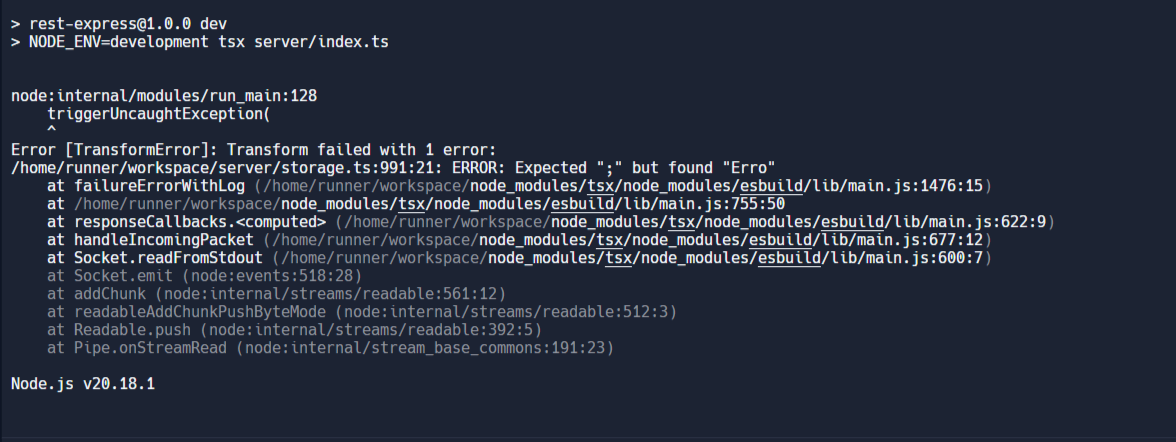 > rest-express@1.0.0 dev
> NODE_ENV=development tsx server/index.ts
node:internal/modules/run_main:128
    triggerUncaughtException(
    ^
Error [TransformError]: Transform failed with 1 error:
/home/runner/workspace/server/storage.ts:991:21: ERROR: Expected ";" but found "Erro"
    at failureErrorWithLog (/home/runner/workspace/node_modules/tsx/node_modules/esbuild/lib/main.js:1476:15)
    at /home/runner/workspace/node_modules/tsx/node_modules/esbuild/lib/main.js:755:50
    at responseCallbacks.<computed> (/home/runner/workspace/node_modules/tsx/node_modules/esbuild/lib/main.js:622:9)
    at handleIncomingPacket (/home/runner/workspace/node_modules/tsx/node_modules/esbuild/lib/main.js:677:12)
    at Socket.readFromStdout (/home/runner/workspace/node_modules/tsx/node_modules/esbuild/lib/main.js:600:7)
    at Socket.emit (node:events:518:28)
    at addChunk (node:internal/streams/readable:561:12)
    at readableAddChunkPushByteMode (node:internal/streams/readable:512:3)
    at Readable.push (node:internal/streams/readable:392:5)
    at Pipe.onStreamRead (node:internal/stream_base_commons:191:23)
Node.js v20.18.1